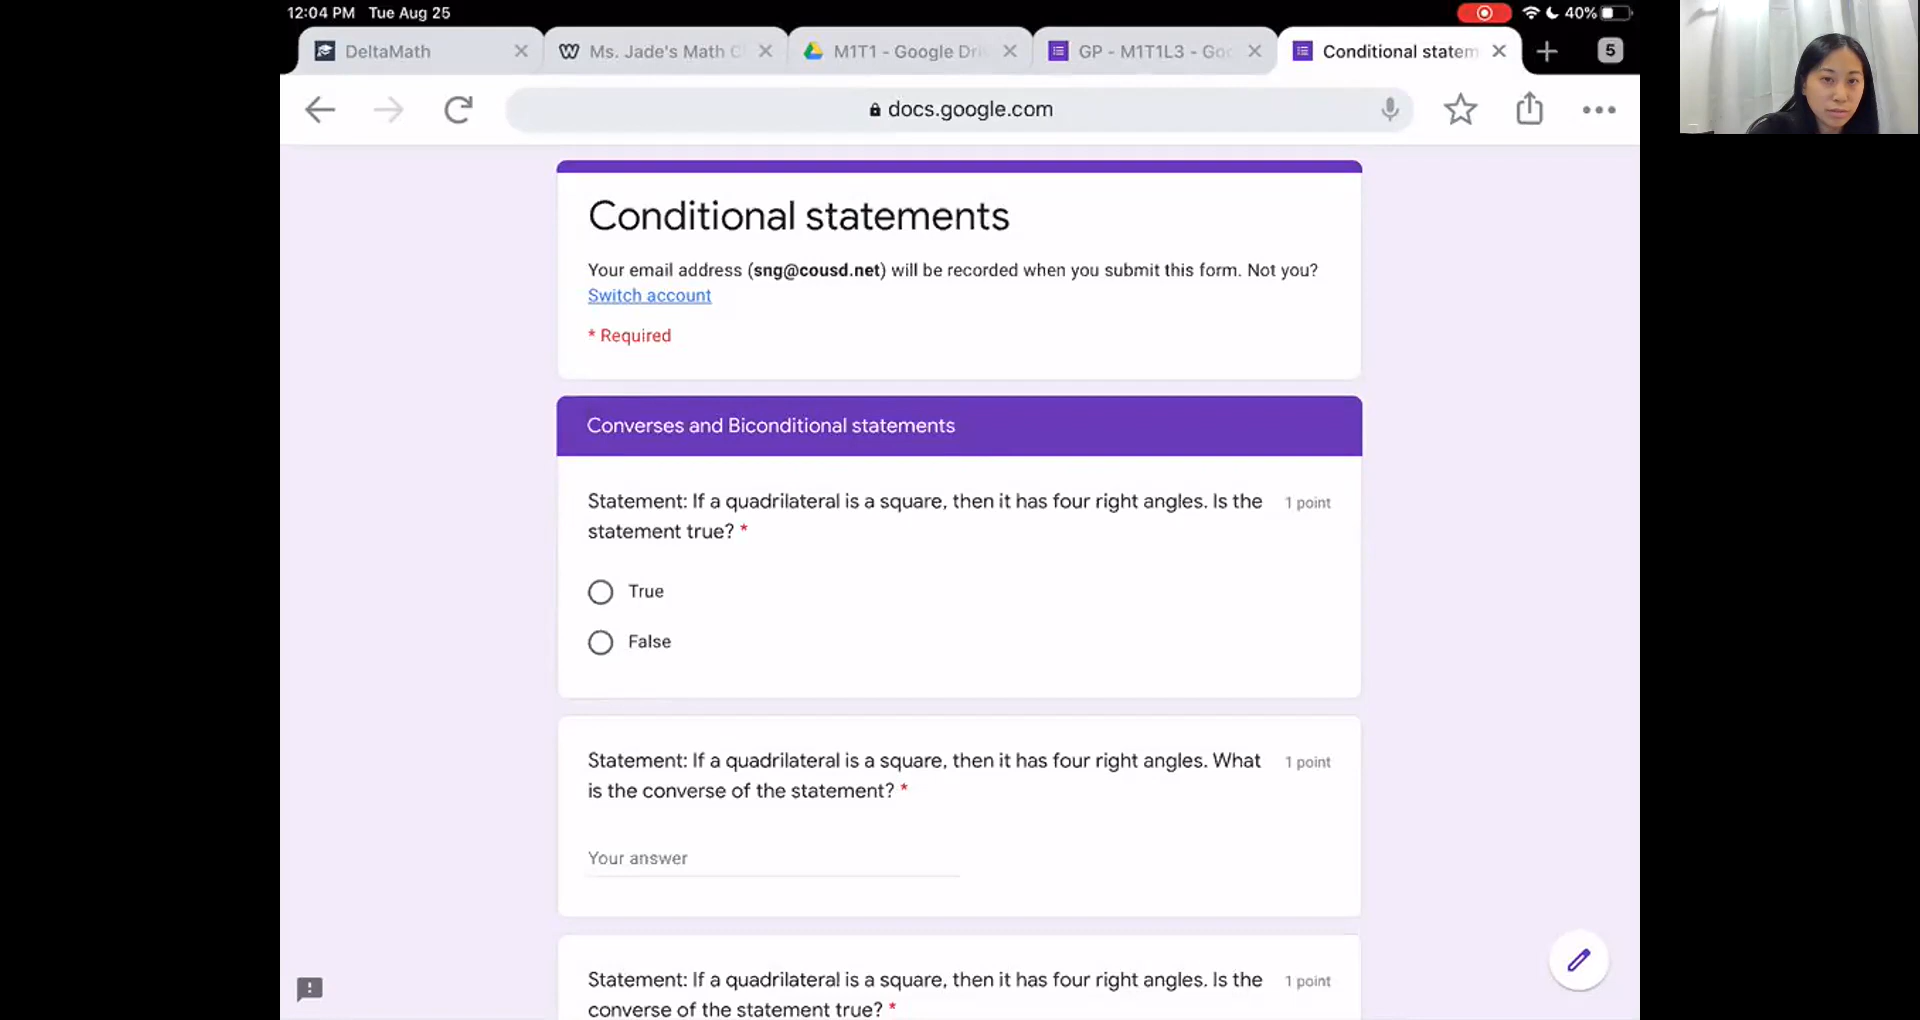 12:04 PM Tue Aug 25
40%
DeltaMath
Ms. Jade's Math C
M1T1 - Google Dri
GP - M1T1L3 - Goo
Conditional statem
5
docs.google.com
Conditional statements
Your email address (sng@cousd.net) will be recorded when you submit this form. Not you?
Switch account
* Required
Converses and Biconditional statements
Statement: If a quadrilateral is a square, then it has four right angles. Is the
1 point
statement true? *
True
False
Statement: If a quadrilateral is a square, then it has four right angles. What
1 point
is the converse of the statement? *
Your answer
Statement: If a quadrilateral is a square, then it has four right angles. Is the
1 point
converse of the statement true? *